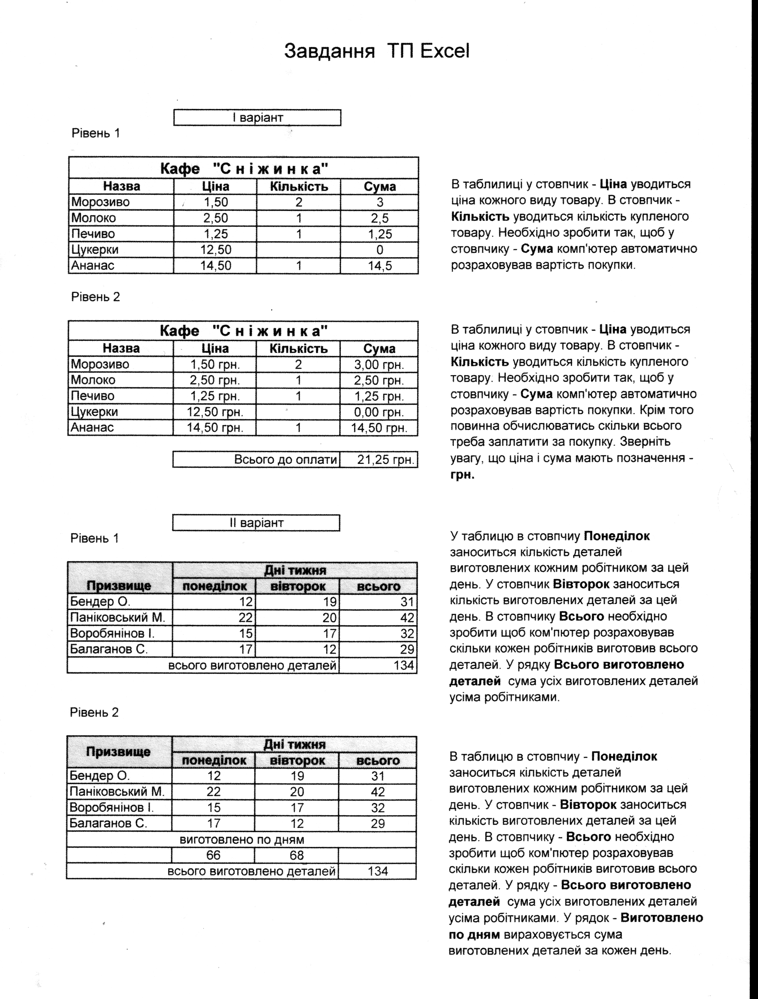 Завдання ТП Excel
І варіант
Рівень 1
Кафе "С н і ж и н к а"
Назва Ціна Кількість Сума
Морозиво 1,50 2 3
Молоко 2,50 1 2,5
Печиво 1,25 1 1,25
Цукерки 12,50 0
Ананас 14,50 1 14,5
В таблилиці у стовпчик - Ціна уводиться
ціна кожного виду товару. В стовпчик -
Кількість уводиться кількість купленого
товару. Необхідно зробити так, щоб у
стовпчику - Сума комп'ютер автоматично
розраховував вартість покупки.
Рівень 2
Кафе "С н і ж и н к а"
Назва Ціна Кількість Сума
Морозиво 1,50 грн. 2 3,00 грн.
Молоко 2,50 грн. 1 2,50 грн.
Печиво 1,25 грн. 1 1,25 грн.
Цукерки 12,50 грн. 0,00 грн.
Ананас 14,50 грн. 1 14,50 грн.
Всього до оплати 21,25 грн.
В таблилиці у стовпчик - Ціна уводиться
ціна кожного виду товару. В стовпчик -
Кількість уводиться кількість купленого
товару. Необхідно зробити так, щоб у
стовпчику - Сума комп'ютер автоматично
розраховував вартість покупки. Крім того
повинна обчислюватись скільки всього
треба заплатити за покупку. Зверніть
увагу, що ціна і сума мають позначення -
грн.
ІІ варіант
Рівень 1
Дні тижня
Призвище понеділок вівторок всього
Бендер О. 12 19 31
Паніковський М. 22 20 42
Воробянінов І. 15 17 32
Балаганов С. 17 12 29
всього виготовлено деталей 134
У таблицю в стовпчиу Понеділок
заноситься кількість деталей
виготовлених кожним робітником за цей
день. У стовпчик Вівторок заноситься
кількість виготовлених деталей за цей
день. В стовпчику Всього необхідно
зробити щоб ком'пютер розраховував
скільки кожен робітників виготовив всього
деталей. У рядку Всього виготовлено
деталей сума усіх виготовлених деталей
усіма робітниками.
Рівень 2
Призвище Дні тижня
понеділок вівторок всього
Бендер О. 12 19 31
Паніковський М. 22 20 42
Воробянінов І. 15 17 32
Балаганов С. 17 12 29
виготовлено по дням
66 68
всього виготовлено деталей 134
В таблицю в стовпчиу - Понеділок
заноситься кількість деталей
виготовлених кожним робітником за цей
день. У стовпчик - Вівторок заноситься
кількість виготовлених деталей за цей
день. В стовпчику - Всього необхідно
зробити щоб ком'пютер розраховував
скільки кожен робітників виготовив всього
деталей. У рядку - Всього виготовлено
деталей сума усіх виготовлених деталей
усіма робітниками. У рядок - Виготовлено
по дням вираховується сума
виготовлених деталей за кожен день.